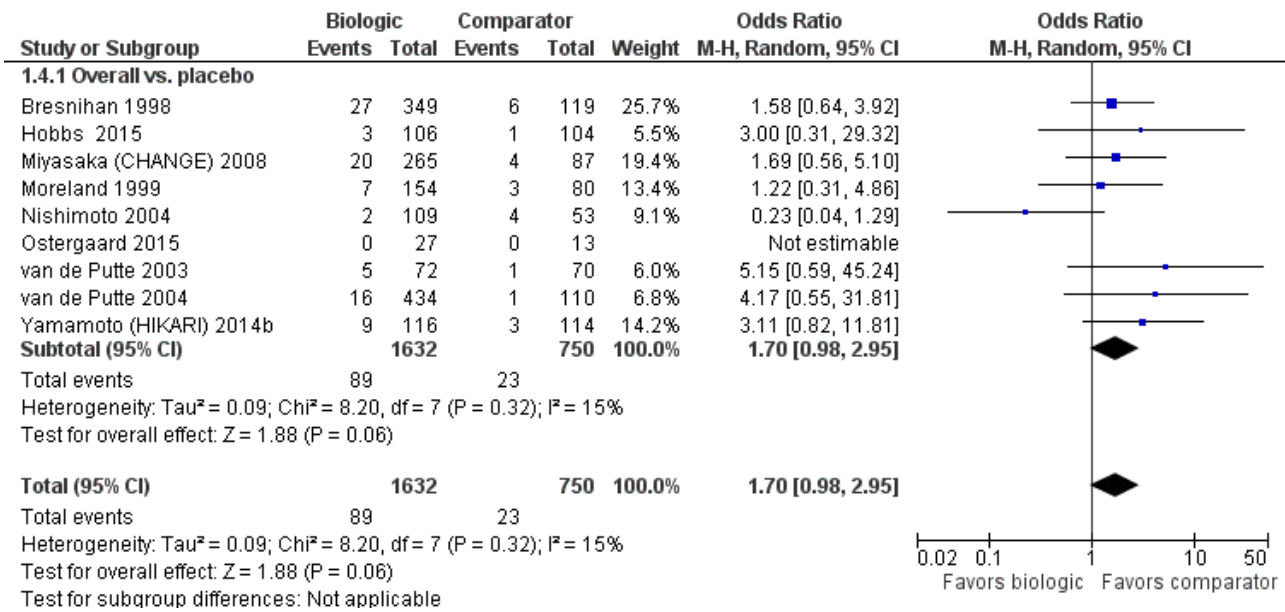 Biologic Comparator Odds Ratio Odds Ratio
Study or Subgroup Events Total Events Total Weight M-H, Random, 95% CI M-H, Random, 95% CI
1.4.1 Overall vs. placebo
Bresnihan 1998 27 349 6 119 25.7% 1.58 [0.64, 3.92]
Hobbs 2015 3 106 1 104 5.5% 3.00 [0.31, 29.32]
Miyasaka (CHANGE) 2008 20 265 4 87 19.4% 1.69 [0.56, 5.10]
Moreland 1999 7 154 3 80 13.4% 1.22 [0.31, 4.86]
Nishimoto 2004 2 109 4 53 9.1% 0.23 [0.04, 1.29]
Ostergaard 2015 0 27 0 13 Not estimable
van de Putte 2003 5 72 1 70 6.0% 5.15 [0.59, 45.24]
van de Putte 2004 16 434 1 110 6.8% 4.17 [0.55, 31.81]
Yamamoto (HIKARI) 2014b 9 116 3 114 14.2% 3.11 [0.82, 11.81]
Subtotal (95% CI) 1632 750 100.0% 1.70 [0.98, 2.95]
Total events 89 23
Heterogeneity: Tau² = 0.09; Chi² = 8.20, df = 7 (P = 0.32); I² = 15%
Test for overall effect: Z = 1.88 (P = 0.06)
Total (95% CI) 1632 750 100.0% 1.70 [0.98, 2.95]
Total events 89 23
Heterogeneity: Tau² = 0.09; Chi² = 8.20, df = 7 (P = 0.32); I² = 15%
Test for overall effect: Z = 1.88 (P = 0.06)
Test for subgroup differences: Not applicable
0.02 0.1 1 10 50
Favors biologic Favors comparator